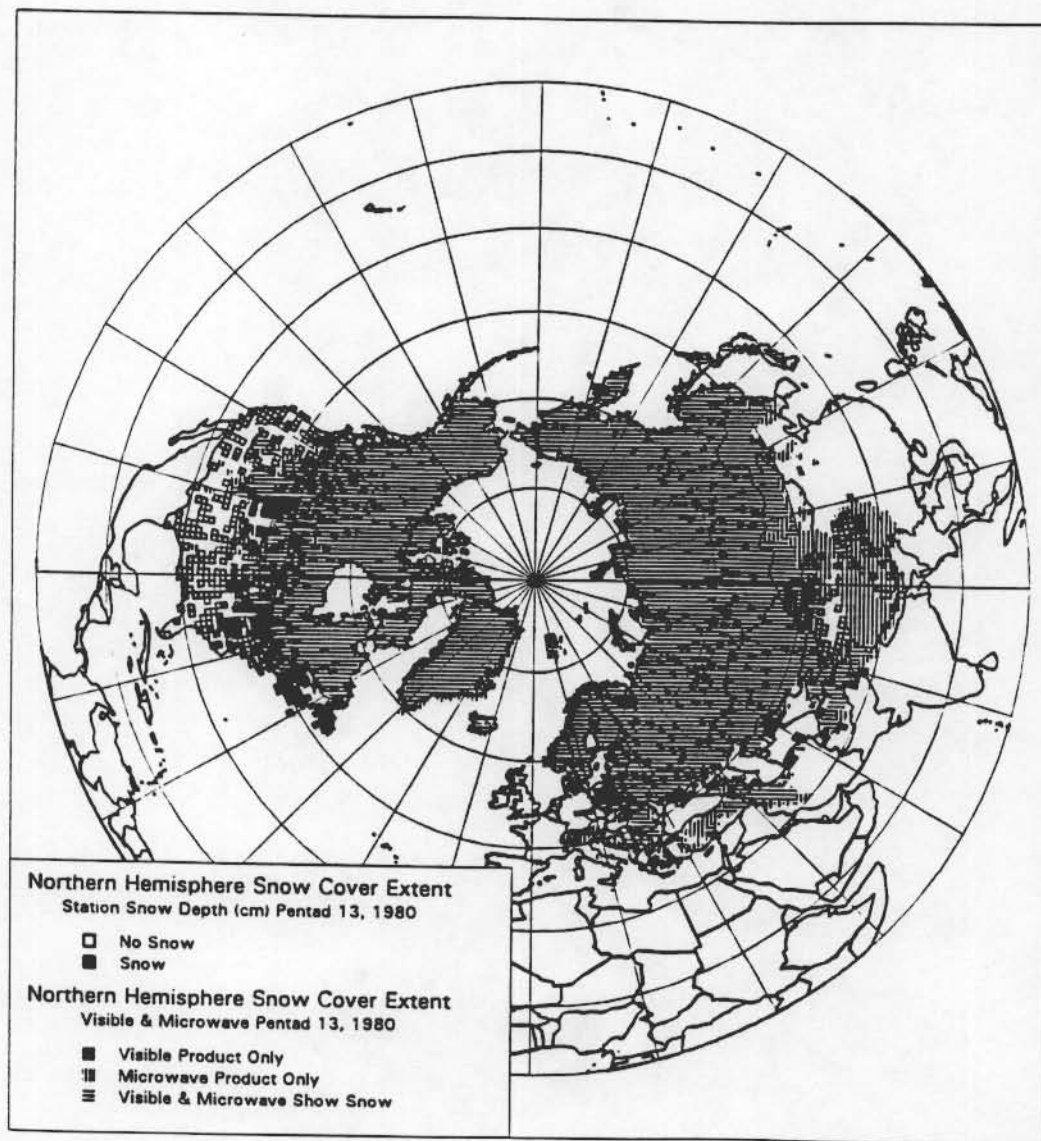 Northern Hemisphere Snow Cover Extent
Station Snow Depth (cm) Pentad 13, 1980
No Snow
Snow
Northern Hemisphere Snow Cover Extent
Visible & Microwave Pentad 13, 1980
Visible Product Only
Microwave Product Only
Visible & Microwave Show Snow